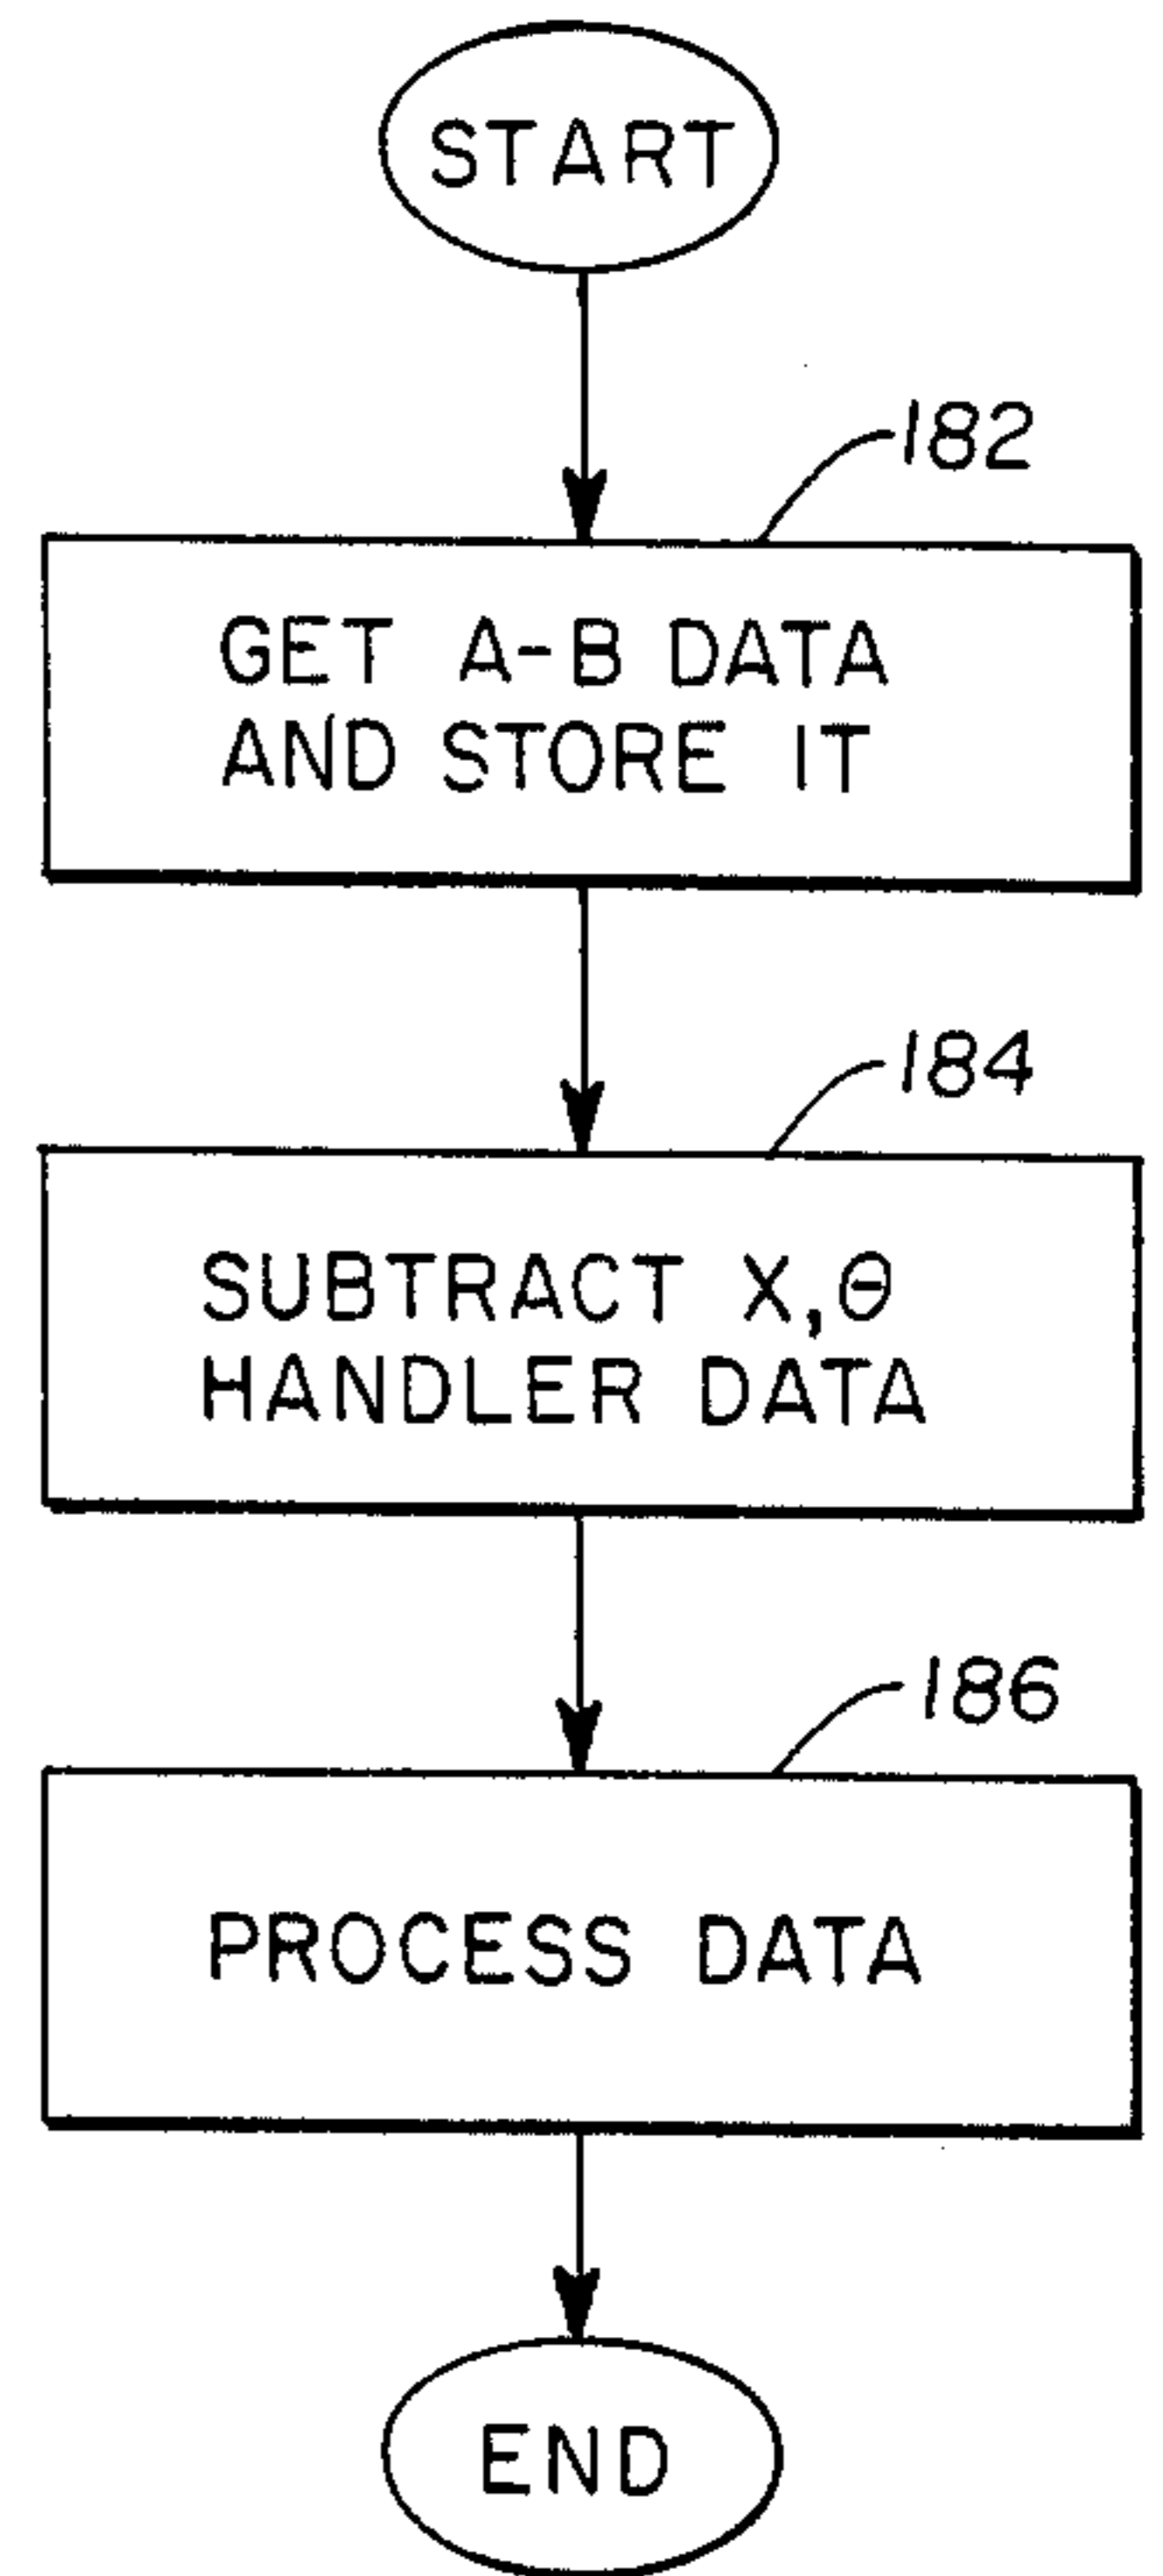 START
182
GET A-B DATA
AND STORE IT
184
SUBTRACT X,θ
HANDLER DATA
186
PROCESS DATA
END